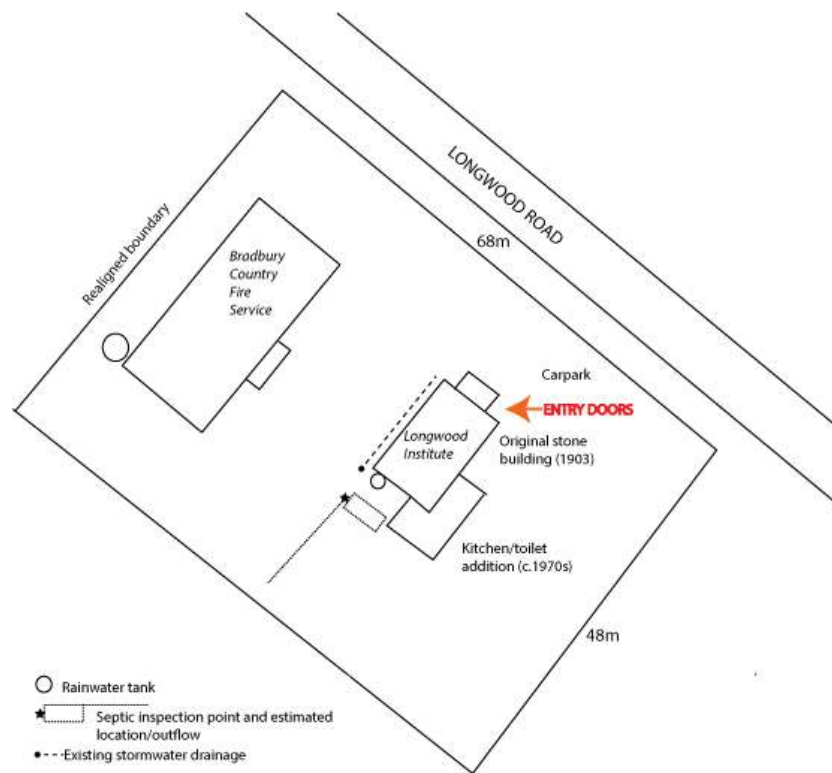 LONGWOOD ROAD
68m
Realigned boundary
Bradbury
Country
Fire
Service
Carpark
ENTRY DOORS
Longwood
Institute
Original stone
building (1903)
Kitchen/toilet
addition (c.1970s)
48m
Rainwater tank
Septic inspection point and estimated
location/outflow
Existing stormwater drainage